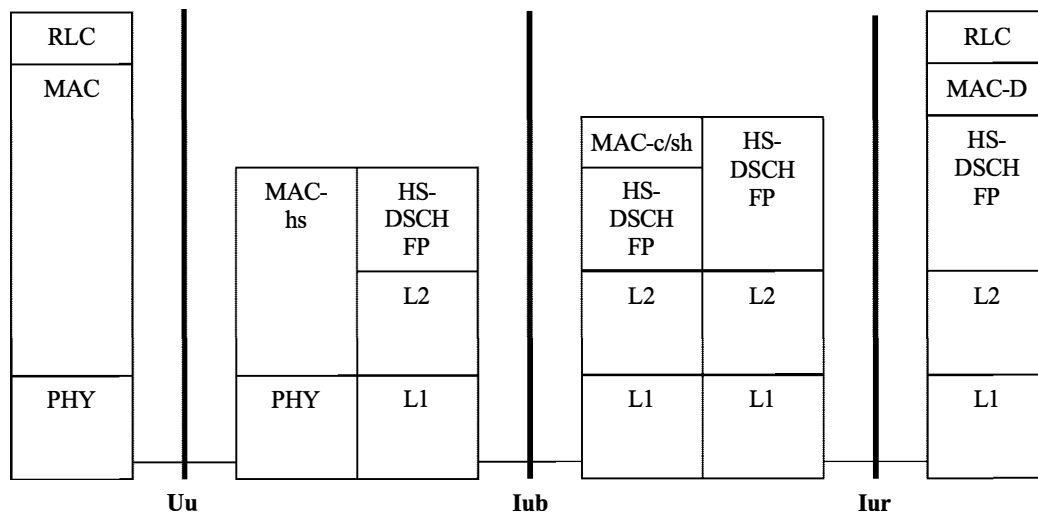 RLC
MAC
PHY
MAC-
hs
PHY
HS-
DSCH
FP
L2
L1
MAC-c/sh
HS-
DSCH
FP
L2
L1
HS-
DSCH
FP
L2
L1
RLC
MAC-D
HS-
DSCH
FP
L2
L1
Uu
Iub
Iur